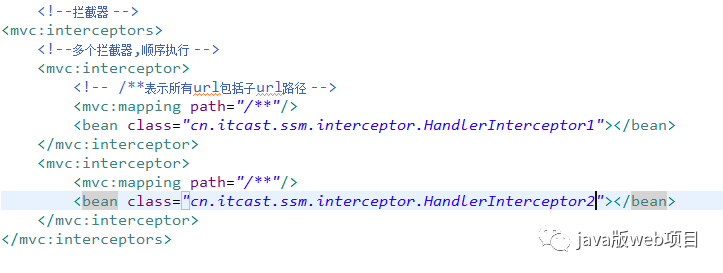 <!--拦截器 -->
<mvc:interceptors>
<!--多个拦截器,顺序执行 -->
<mvc:interceptor>
<!-- /**表示所有url包括子url路径 -->
<mvc:mapping path="/**"/>
<bean class="cn.itcast.ssm.interceptor.HandlerInterceptor1"></bean>
</mvc:interceptor>
<mvc:interceptor>
<mvc:mapping path="/**"/>
<bean class="cn.itcast.ssm.interceptor.HandlerInterceptor2"></bean>
</mvc:interceptor>
</mvc:interceptors>
java版web项目